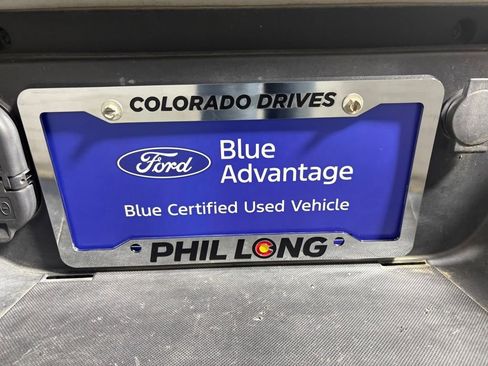 COLORADO DRIVES
Ford
Blue
Advantage
Blue Certified Used Vehicle
PHIL LONG